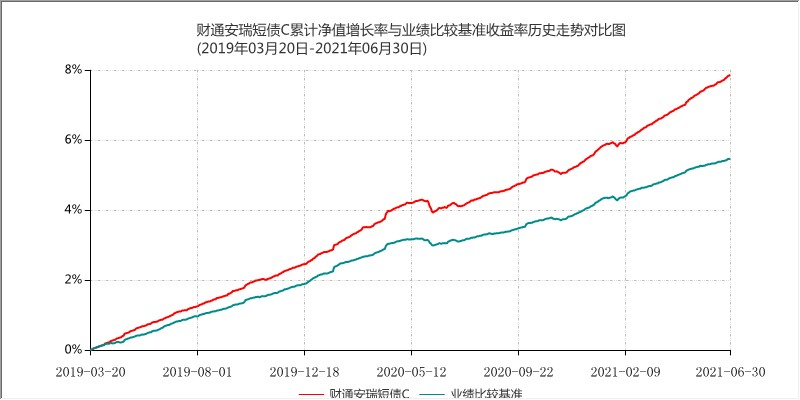 财通安瑞短债C累计净值增长率与业绩比较基准收益率历史走势对比图
(2019年03月20日-2021年06月30日)
8%
6%
4%
2%
0%
2019-03-20 2019-08-01 2019-12-18 2020-05-12 2020-09-22 2021-02-09 2021-06-30
财通安瑞短债C 业绩比较基准